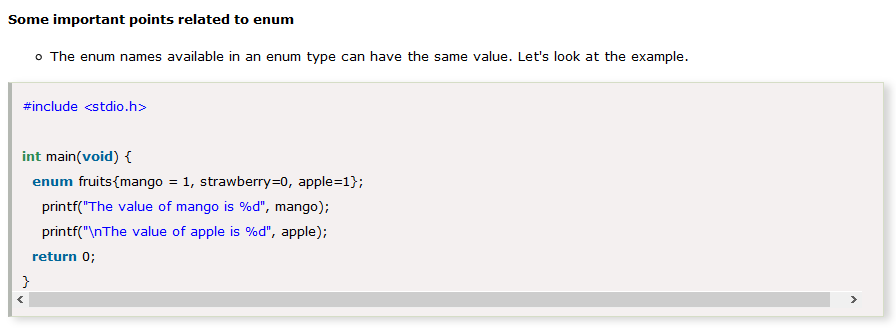 Some important points related to enum
The enum names available in an enum type can have the same value. Let's look at the example.
#include <stdio.h>
int main(void) {
enum fruits{mango = 1, strawberry=0, apple=1};
printf("The value of mango is %d", mango);
printf("\nThe value of apple is %d", apple);
return 0;
}